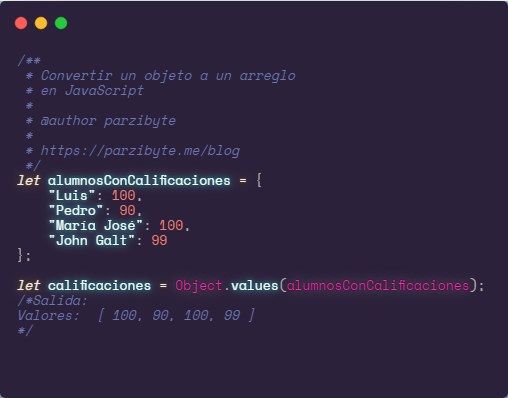 /**
 * Convertir un objeto a un arreglo
 * en JavaScript
 *
 * @author parzibyte
 *
 * https://parzibyte.me/blog
 */
let alumnosConCalificaciones = {
    "Luis": 100,
    "Pedro": 90,
    "María José": 100,
    "John Galt": 99
};

let calificaciones = Object.values(alumnosConCalificaciones);
/*Salida:
Valores:  [ 100, 90, 100, 99 ]
*/